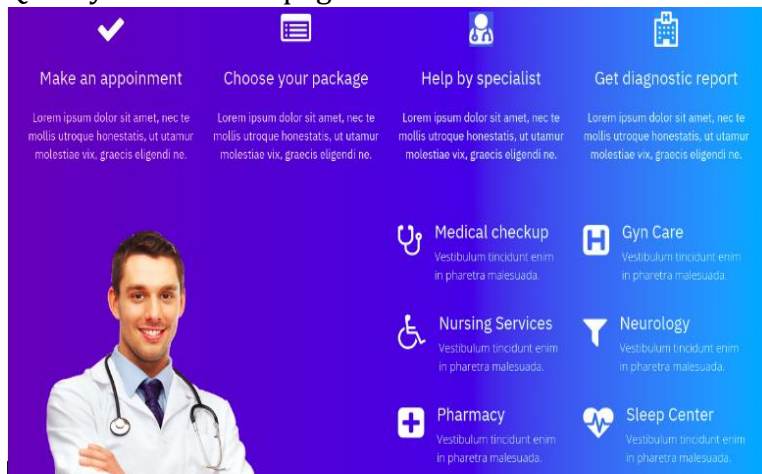 Make an appoinment
Choose your package
Help by specialist
Get diagnostic report
Lorem ipsum dolor sit amet, nec te
mollis utroque honestatis, ut utamur
molestiae vix, graecis eligendi ne.
Lorem ipsum dolor sit amet, nec te
mollis utroque honestatis, ut utamur
molestiae vix, graecis eligendi ne.
Lorem ipsum dolor sit amet, nec te
mollis utroque honestatis, ut utamur
molestiae vix, graecis eligendi ne.
Lorem ipsum dolor sit amet, nec te
mollis utroque honestatis, ut utamur
molestiae vix, graecis eligendi ne.
Medical checkup
Vestibulum tincidunt enim
in pharetra malesuada.
H
Gyn Care
Vestibulum tincidunt enim
in pharetra malesuada.
Nursing Services
Vestibulum tincidunt enim
in pharetra malesuada.
Neurology
Vestibulum tincidunt enim
in pharetra malesuada.
Pharmacy
Vestibulum tincidunt enim
in pharetra malesuada.
Sleep Center
Vestibulum tincidunt enim
in pharetra malesuada.